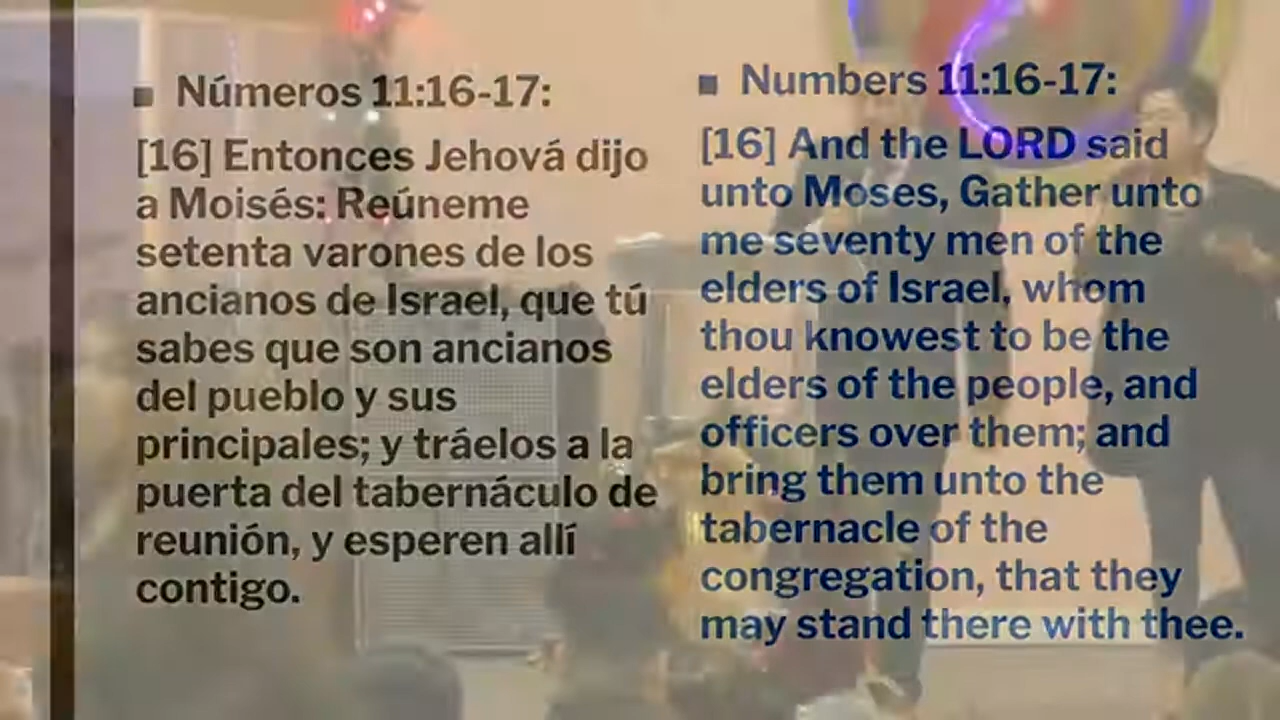 ▪ Números 11:16-17:
[16] Entonces Jehová dijo
a Moisés: Reúneme
setenta varones de los
ancianos de Israel, que tú
sabes que son ancianos
del pueblo y sus
principales; y tráelos a la
puerta del tabernáculo de
reunión, y esperen allí
contigo.
▪ Numbers 11:16-17:
[16] And the LORD said
unto Moses, Gather unto
me seventy men of the
elders of Israel, whom
thou knowest to be the
elders of the people, and
officers over them; and
bring them unto the
tabernacle of the
congregation, that they
may stand there with thee.